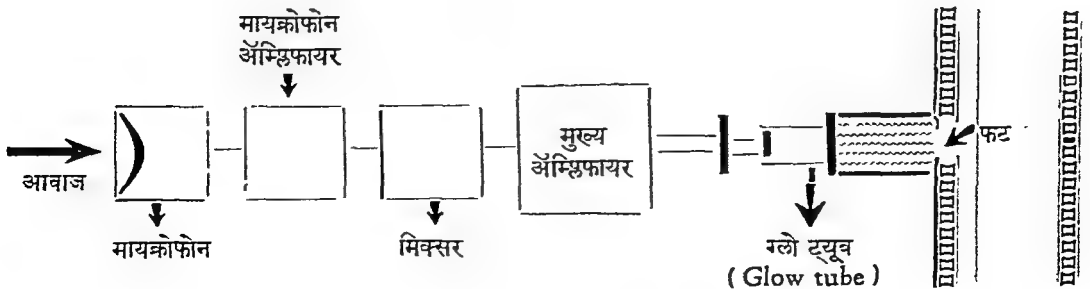 मायक्रोफोन
ॲम्प्लिफायर
आवाज
मायक्रोफोन
मिक्सर
मुख्य
ॲम्प्लिफायर
ग्लो ट्यूव
( Glow tube )
फट